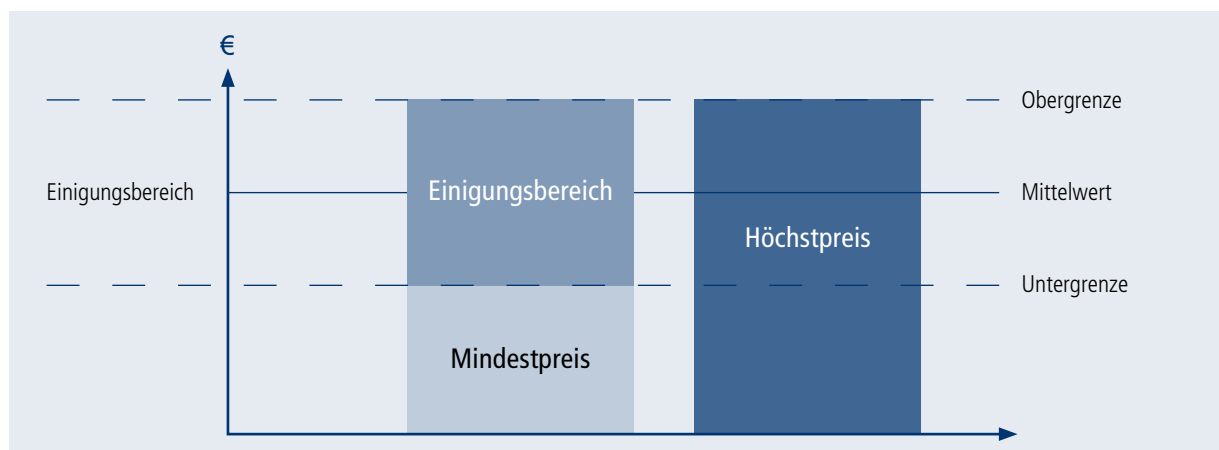 €
Obergrenze
Einigungsbereich
Einigungsbereich
Mittelwert
Höchstpreis
Untergrenze
Mindestpreis